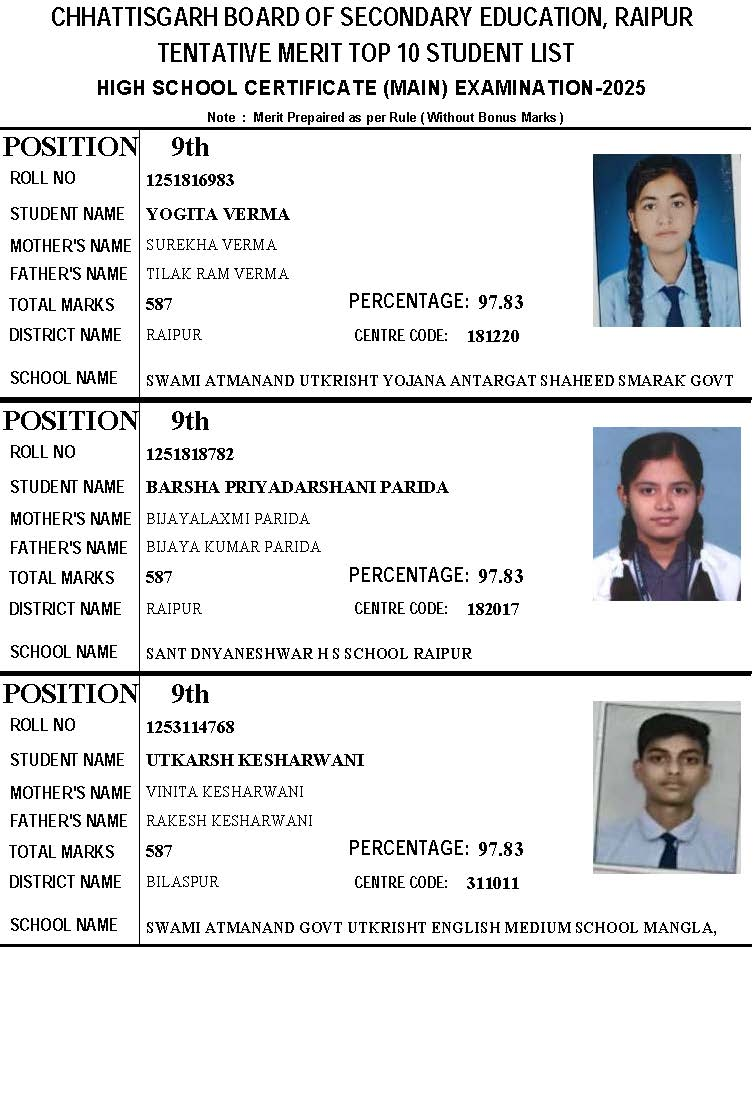 CHHATTISGARH BOARD OF SECONDARY EDUCATION, RAIPUR
TENTATIVE MERIT TOP 10 STUDENT LIST
HIGH SCHOOL CERTIFICATE (MAIN) EXAMINATION-2025
Note : Merit Prepaired as per Rule ( Without Bonus Marks )
POSITION 9th
ROLL NO 1251816983
STUDENT NAME YOGITA VERMA
MOTHER'S NAME SUREKHA VERMA
FATHER'S NAME TILAK RAM VERMA
TOTAL MARKS 587 PERCENTAGE: 97.83
DISTRICT NAME RAIPUR CENTRE CODE: 181220
SCHOOL NAME SWAMI ATMANAND UTKRISHT YOJANA ANTARGAT SHAHEED SMARAK GOVT
POSITION 9th
ROLL NO 1251818782
STUDENT NAME BARSHA PRIYADARSHANI PARIDA
MOTHER'S NAME BIJAYALAXMI PARIDA
FATHER'S NAME BIJAYA KUMAR PARIDA
TOTAL MARKS 587 PERCENTAGE: 97.83
DISTRICT NAME RAIPUR CENTRE CODE: 182017
SCHOOL NAME SANT DNYANESHWAR H S SCHOOL RAIPUR
POSITION 9th
ROLL NO 1253114768
STUDENT NAME UTKARSH KESHARWANI
MOTHER'S NAME VINITA KESHARWANI
FATHER'S NAME RAKESH KESHARWANI
TOTAL MARKS 587 PERCENTAGE: 97.83
DISTRICT NAME BILASPUR CENTRE CODE: 311011
SCHOOL NAME SWAMI ATMANAND GOVT UTKRISHT ENGLISH MEDIUM SCHOOL MANGLA,